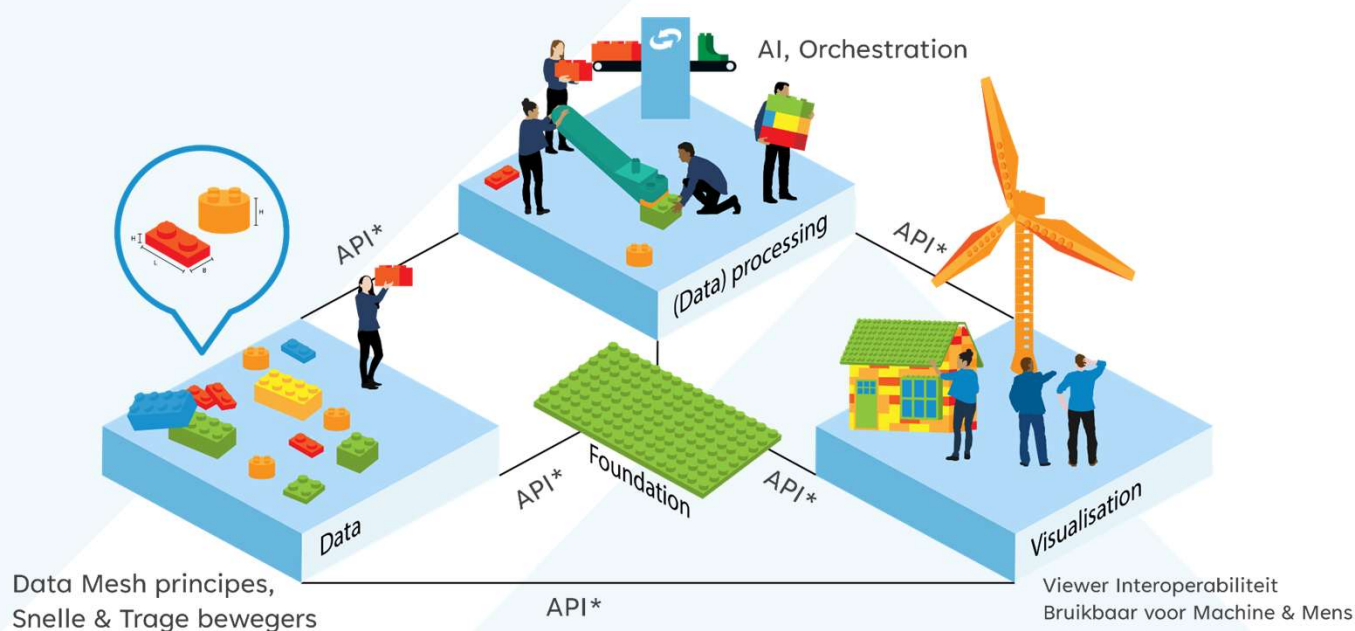 AI, Orchestration
H
H
L
B
API*
API*
(Data) processing
API*
Foundation
API*
Data
Visualisation
Data Mesh principes,
Snelle & Trage bewegers
API*
Viewer Interoperabiliteit
Bruikbaar voor Machine & Mens